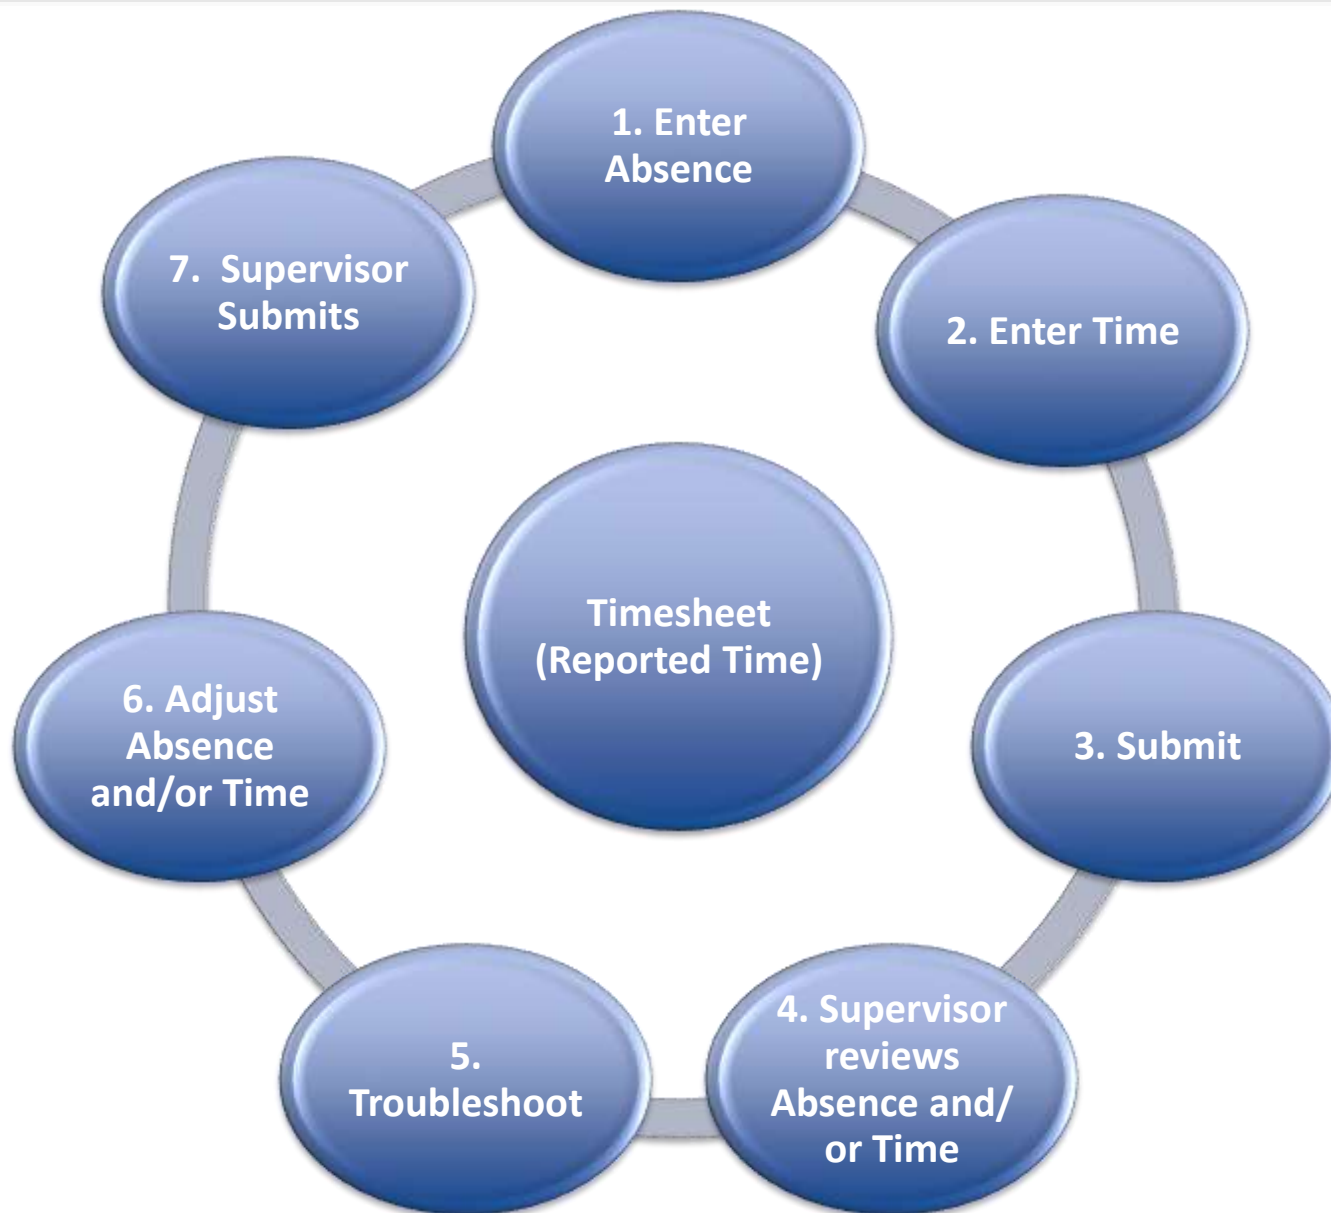 1. Enter
Absence
2. Enter Time
3. Submit
4. Supervisor
reviews
Absence and/
or Time
5.
Troubleshoot
6. Adjust
Absence
and/or Time
7.  Supervisor
Submits
Timesheet
(Reported Time)